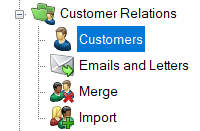 Customer Relations
Customers
Emails and Letters
Merge
Import